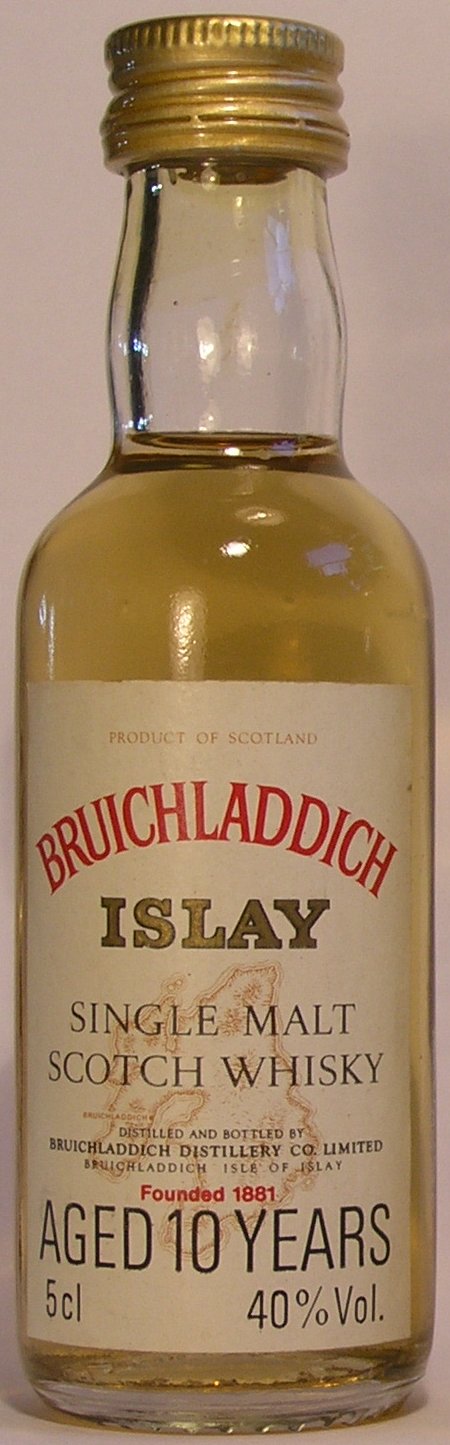 PRODUCT OF SCOTLAND
BRUICHLADDICH
ISLAY
SINGLE MALT
SCOTCH WHISKY
BRUICHLADDICH
DISTILLED AND BOTTLED BY
BRUICHLADDICH DISTILLERY CO. LIMITED
BRUICHLADDICH ISLE OF ISLAY
Founded 1881
AGED 10 YEARS
5cl 40% Vol.